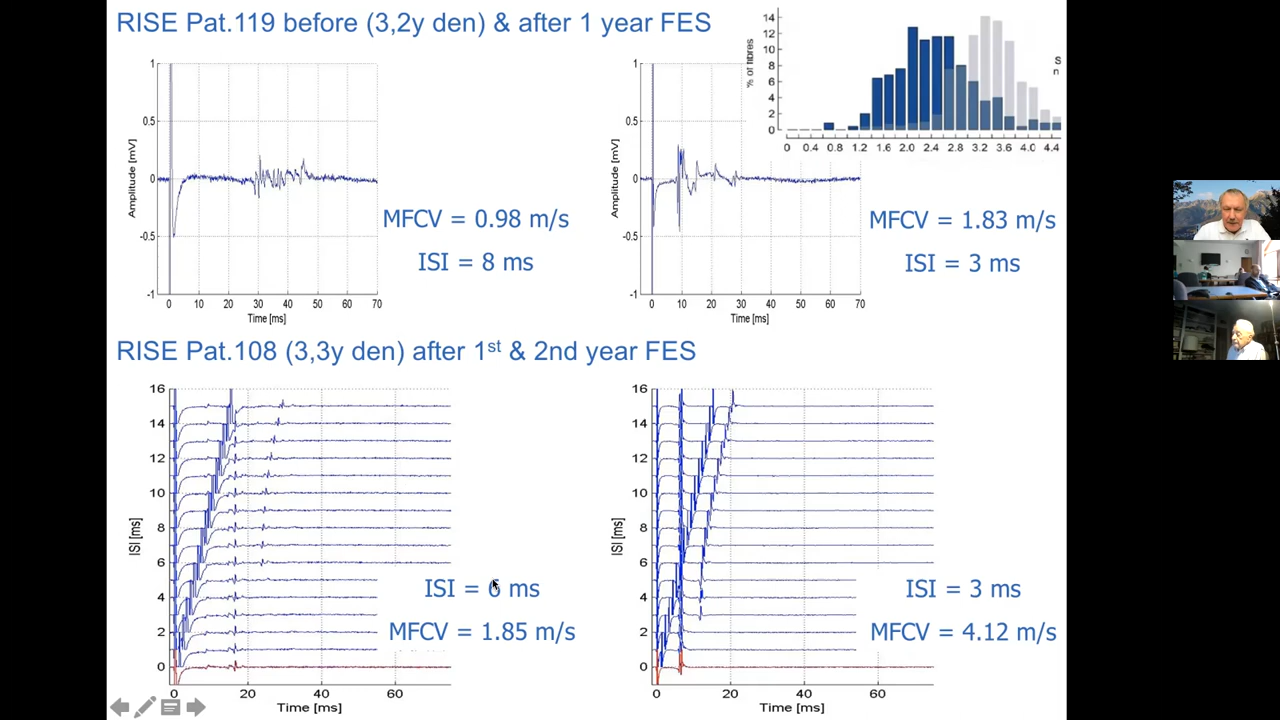 RISE Pat.119 before (3,2y den) & after 1 year FES
1
0.5
0
-0.5
-1
Amplitude [mV]
0 10 20 30 40 50 60 70
Time [ms]
MFCV = 0.98 m/s
ISI = 8 ms
1
0.5
0
-0.5
-1
Amplitude [mV]
0 10 20 30 40 50 60 70
Time [ms]
MFCV = 1.83 m/s
ISI = 3 ms
14
12
10
8
6
4
2
0
% of fibres
0 0.4 0.8 1.2 1.6 2.0 2.4 2.8 3.2 3.6 4.0 4.4
S
n
RISE Pat.108 (3,3y den) after 1st & 2nd year FES
16
14
12
10
8
6
4
2
0
ISI [ms]
0 20 40 60
Time [ms]
ISI = 6 ms
MFCV = 1.85 m/s
16
14
12
10
8
6
4
2
0
ISI [ms]
0 20 40 60
Time [ms]
ISI = 3 ms
MFCV = 4.12 m/s